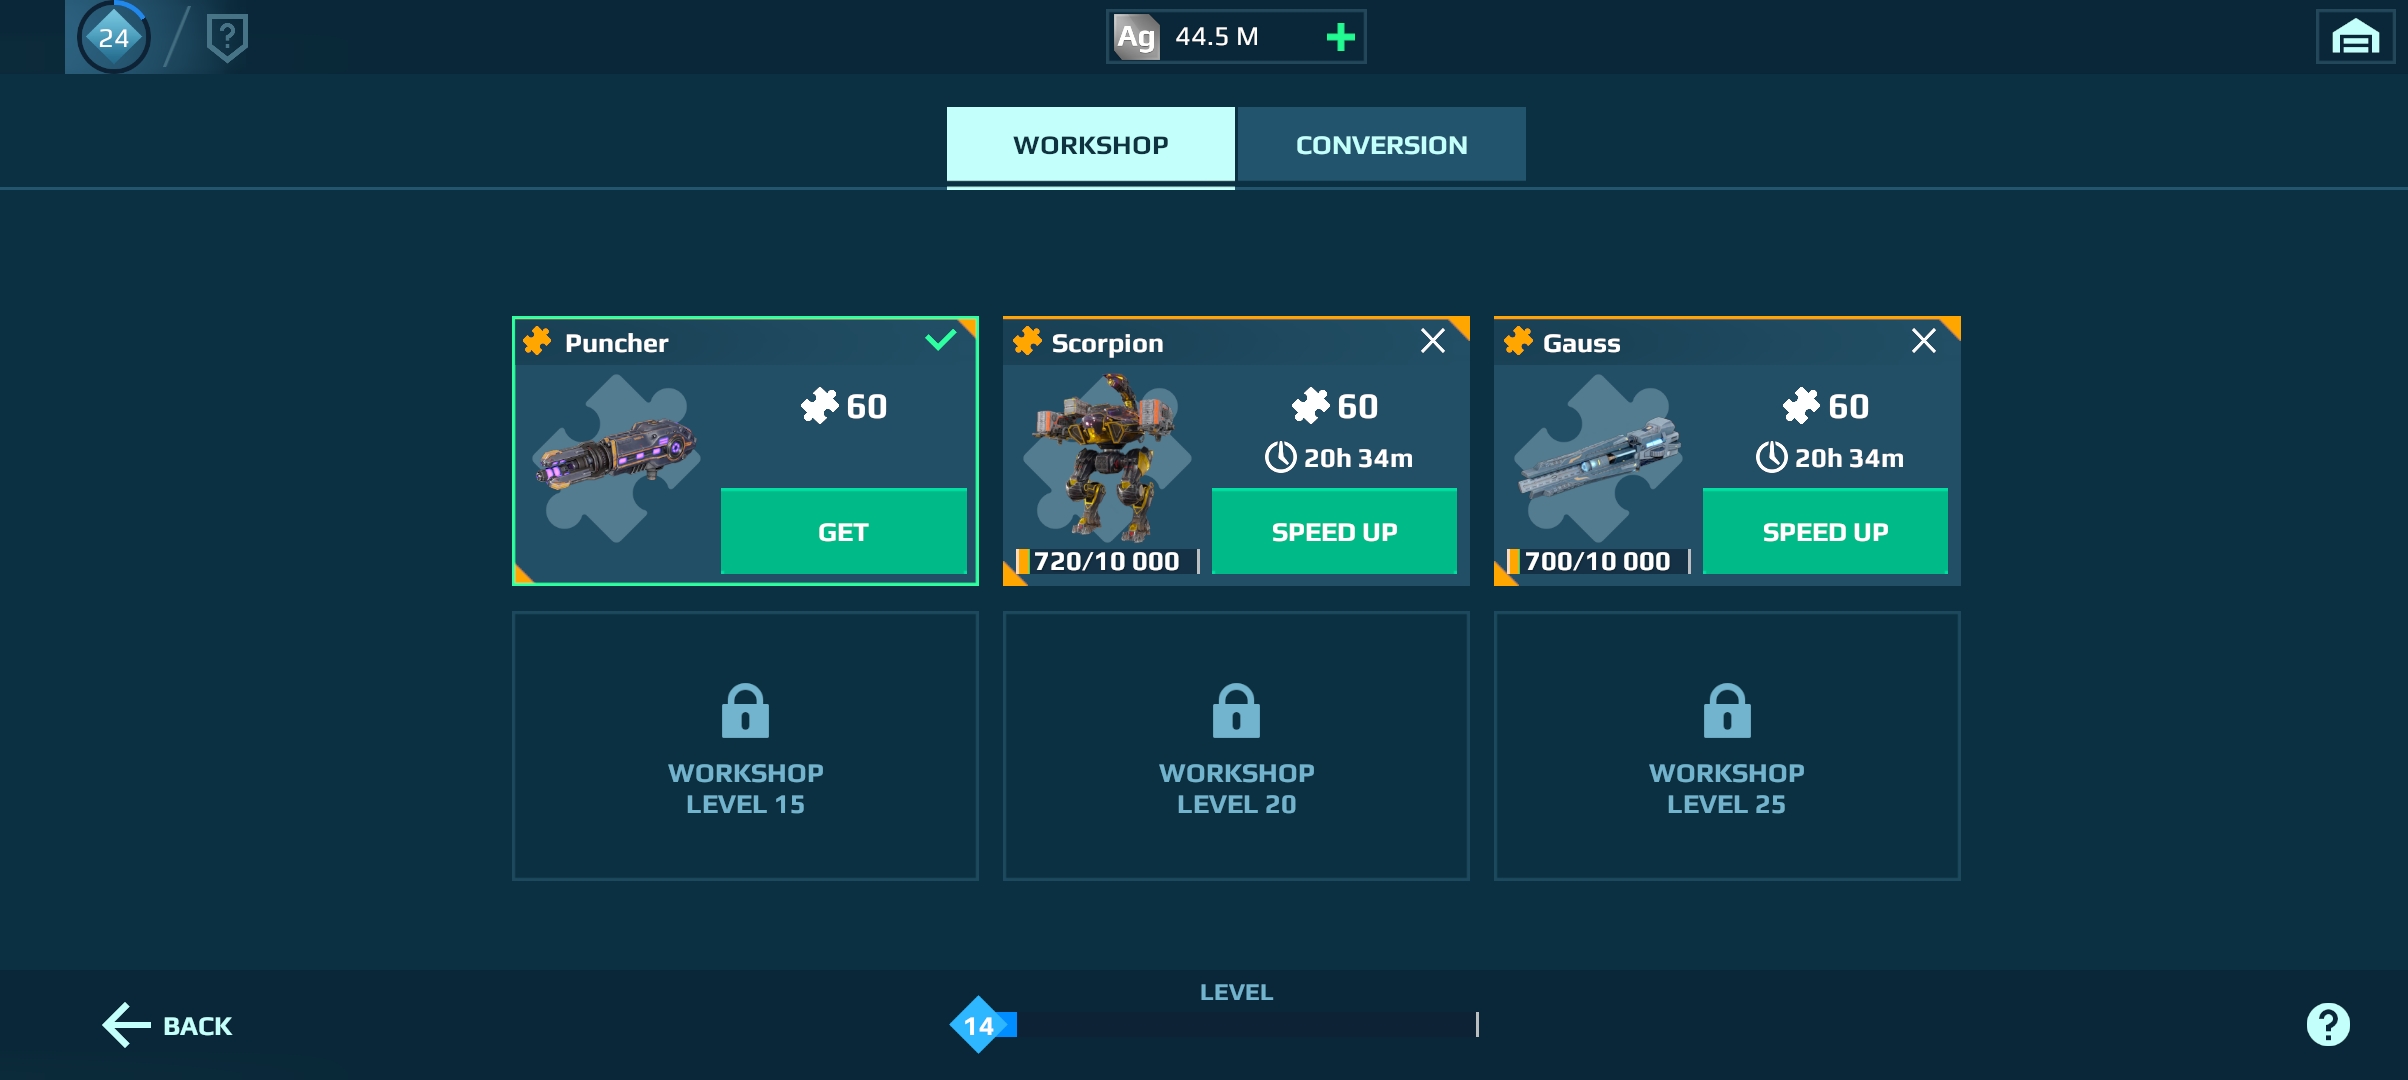 24
?
Ag 44.5 M
WORKSHOP
CONVERSION
Puncher
60
GET
Scorpion
60
20h 34m
SPEED UP
720/10 000
Gauss
60
20h 34m
SPEED UP
700/10 000
WORKSHOP
LEVEL 15
WORKSHOP
LEVEL 20
WORKSHOP
LEVEL 25
LEVEL
BACK
14
?